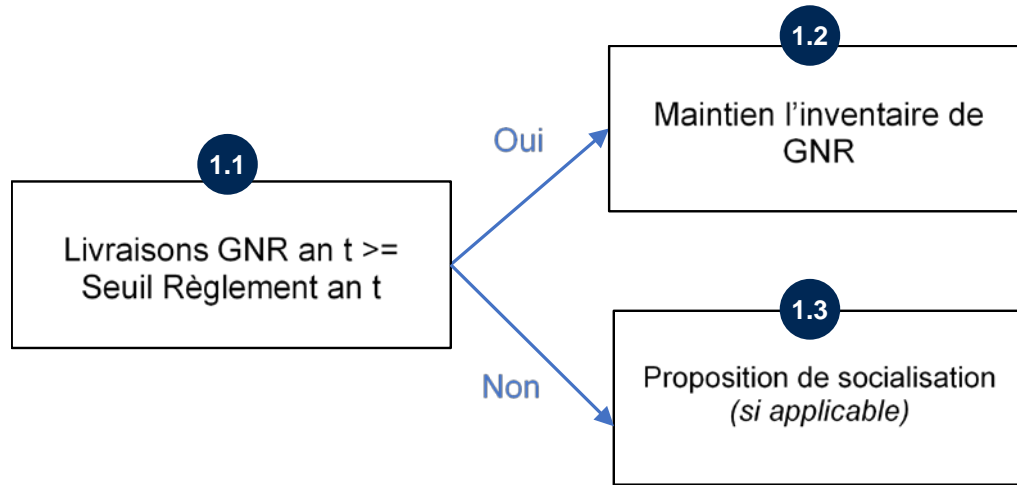 1.1
Livraisons GNR an t >=
Seuil Règlement an t
Oui
1.2
Maintien l'inventaire de
GNR
Non
1.3
Proposition de socialisation
(si applicable)